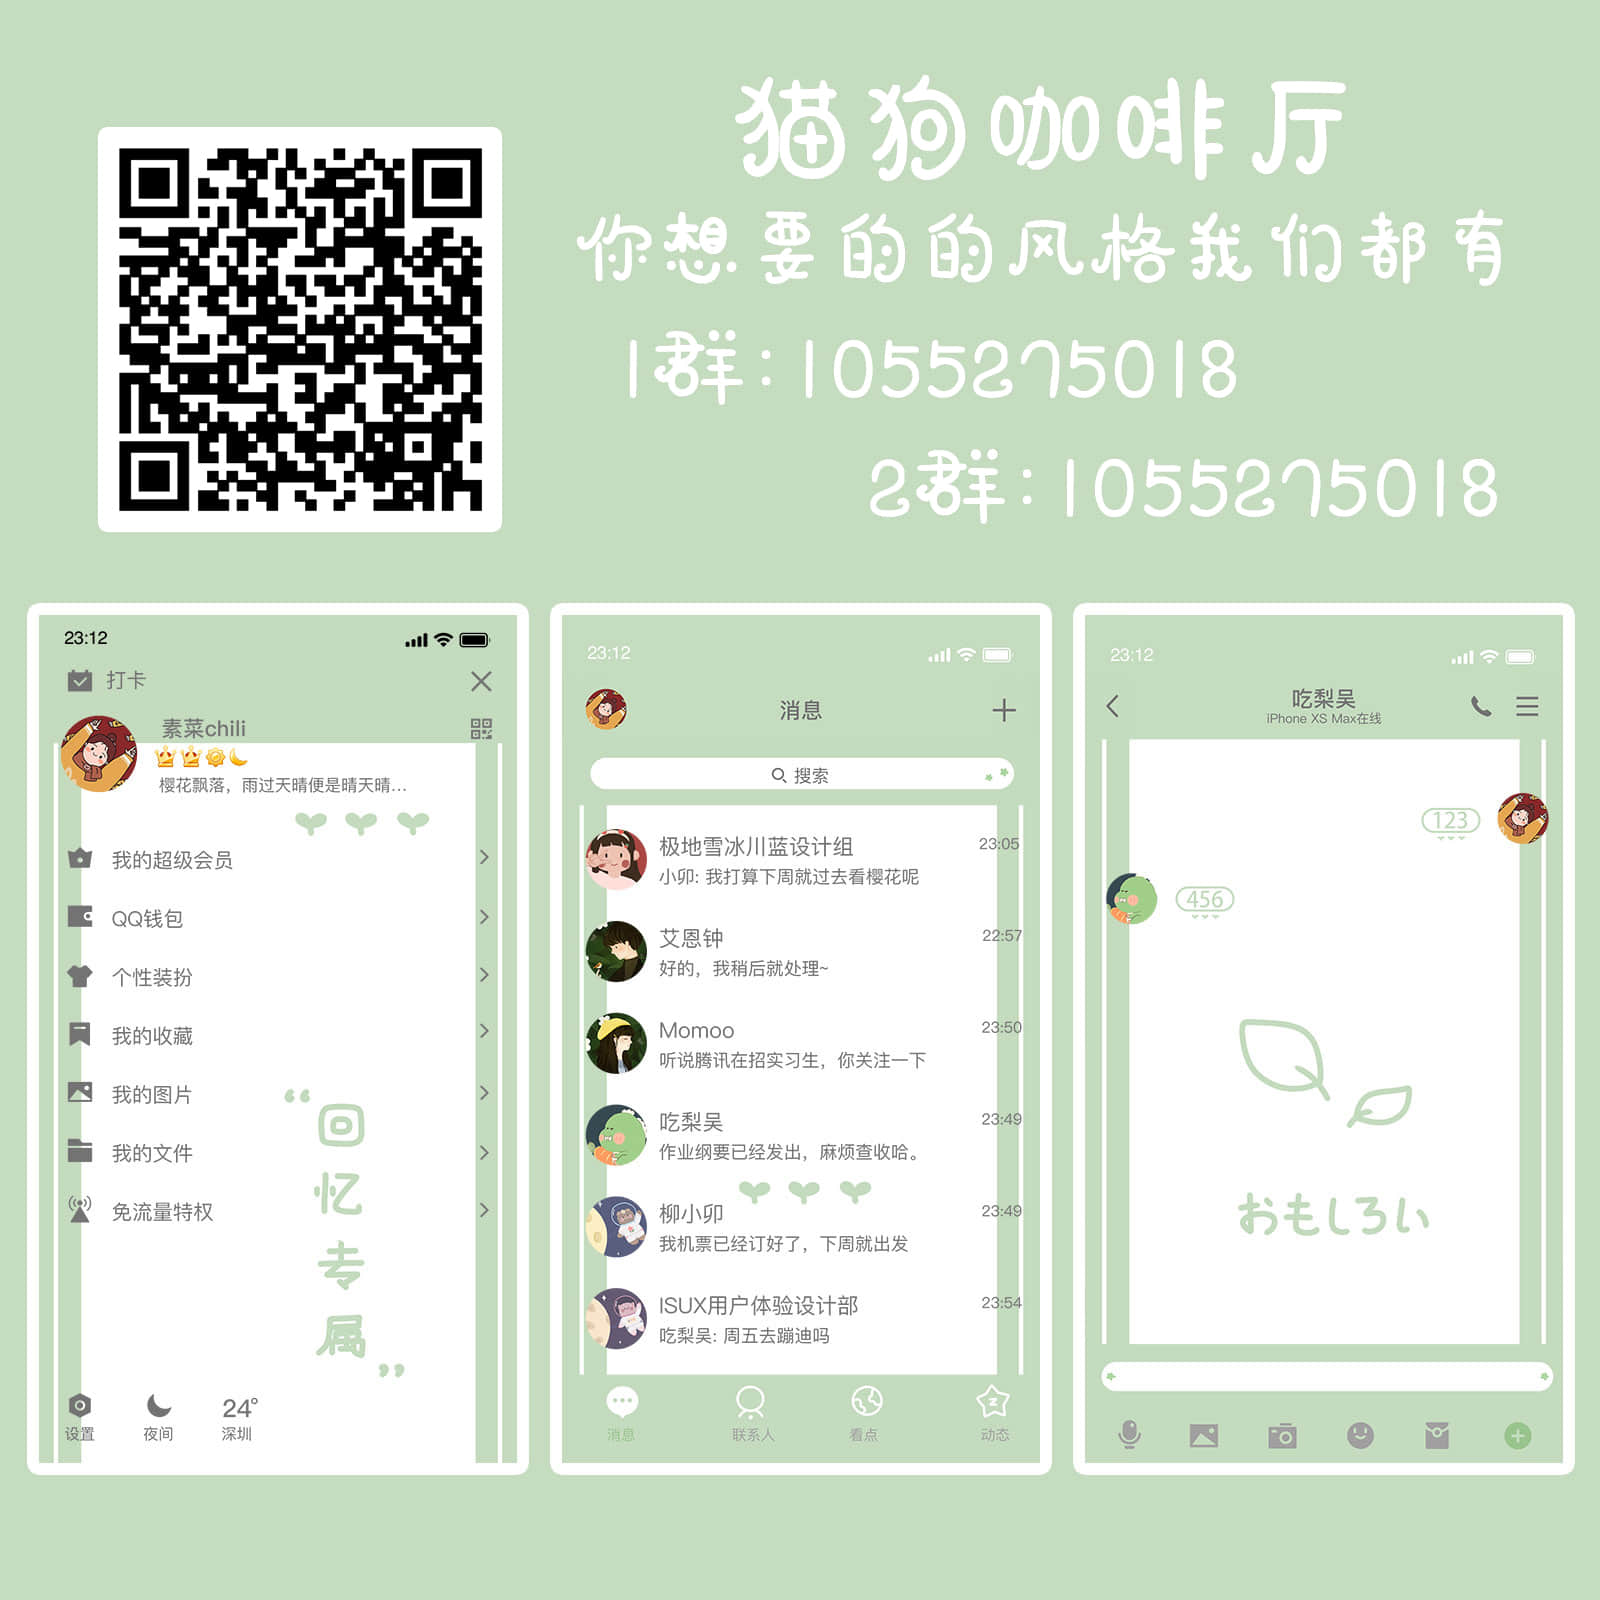 猫狗咖啡厅
你想要的的风格我们都有
1群:1055275018
2群:1055275018
23:12
打卡
素菜chili
樱花飘落，雨过天晴便是晴天晴...
我的超级会员
QQ钱包
个性装扮
我的收藏
我的图片
我的文件
免流量特权
“回忆专属”
24°
设置 夜间 深圳
23:12
消息
搜索
极地雪冰川蓝设计组 23:05
小卯: 我打算下周就过去看樱花呢
艾恩钟 22:57
好的，我稍后就处理~
Momoo 23:50
听说腾讯在招实习生，你关注一下
吃梨吴 23:49
作业纲要已经发出，麻烦查收哈。
柳小卯 23:49
我机票已经订好了，下周就出发
ISUX用户体验设计部 23:54
吃梨吴: 周五去蹦迪吗
消息 联系人 看点 动态
23:12
吃梨吴
iPhone XS Max在线
123
456
おもしろい